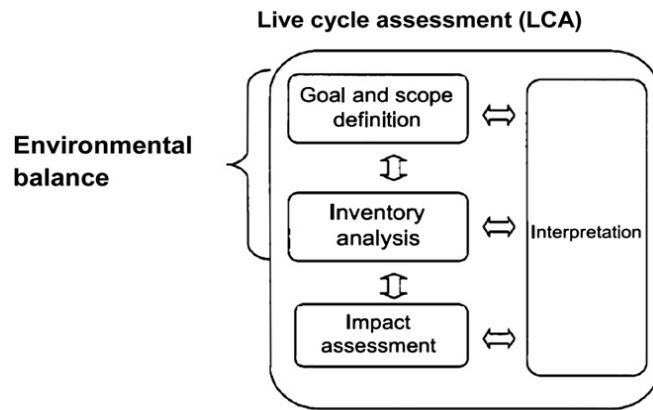 Live cycle assessment (LCA)
Goal and scope
definition
Environmental
balance
Inventory
analysis
Interpretation
Impact
assessment